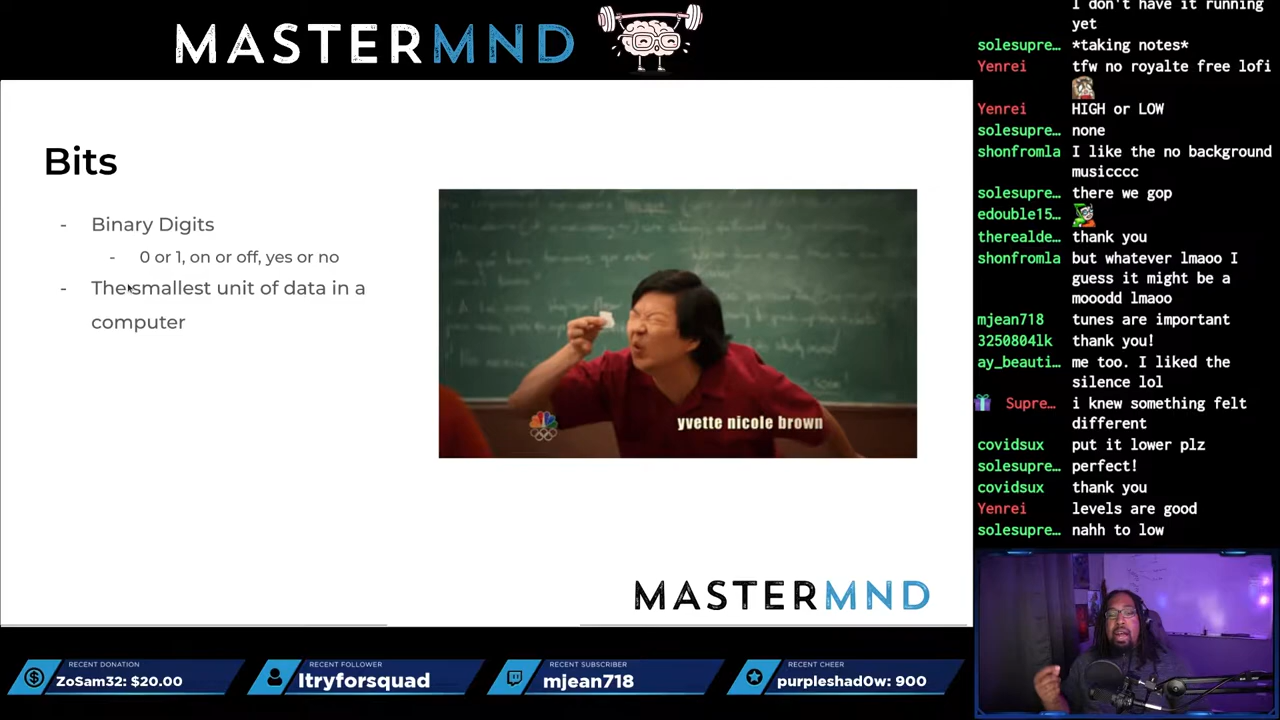 MASTERMND
Bits
- Binary Digits
- 0 or 1, on or off, yes or no
- The smallest unit of data in a
computer
yvette nicole brown
MASTERMND
I don't have it running
yet
solesupre… *taking notes*
Yenrei tfw no royalte free lofi
Yenrei HIGH or LOW
solesupre… none
shonfromla I like the no background
musicccc
solesupre… there we gop
edouble15…
therealde… thank you
shonfromla but whatever lmaoo I
guess it might be a
mooodd lmaoo
mjean718 tunes are important
3250804lk thank you!
ay_beauti… me too. I liked the
silence lol
Supre… i knew something felt
different
covidsux put it lower plz
solesupre… perfect!
covidsux thank you
Yenrei levels are good
solesupre… nahh to low
RECENT DONATION
ZoSam32: $20.00
RECENT FOLLOWER
ltryforsquad
RECENT SUBSCRIBER
mjean718
RECENT CHEER
purpleshad0w: 900